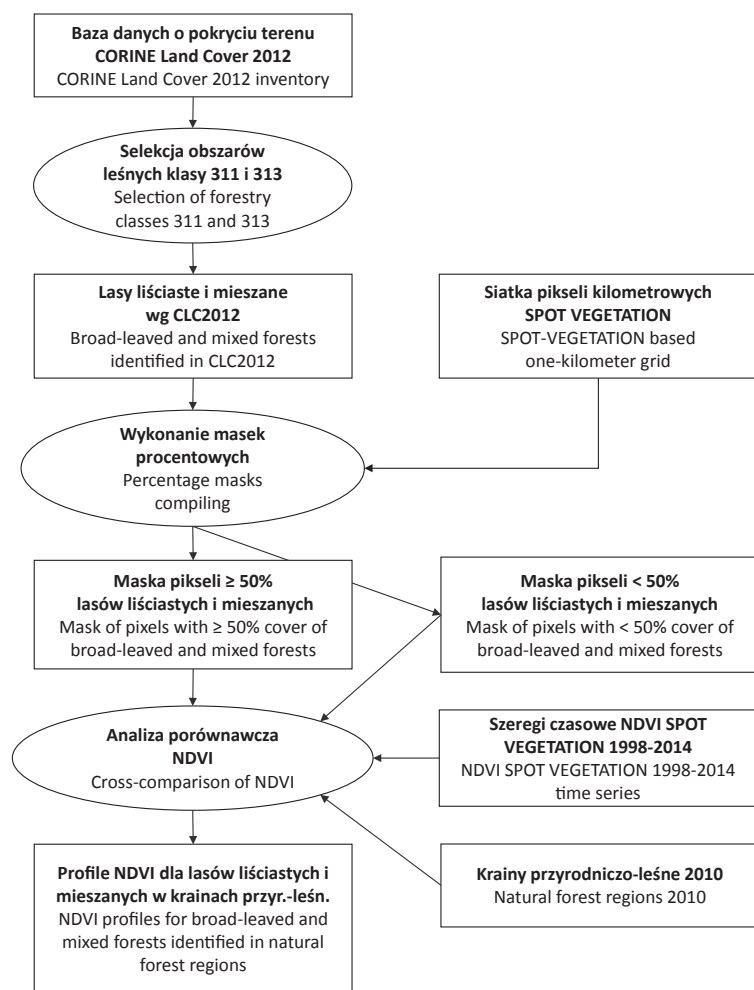 Baza danych o pokryciu terenu
CORINE Land Cover 2012
CORINE Land Cover 2012 inventory
Selekcja obszarów
leśnych klasy 311 i 313
Selection of forestry
classes 311 and 313
Lasy liściaste i mieszane
wg CLC2012
Broad-leaved and mixed forests
identified in CLC2012
Siatka pikseli kilometrowych
SPOT VEGETATION
SPOT-VEGETATION based
one-kilometer grid
Wykonanie masek
procentowych
Percentage masks
compiling
Maska pikseli ≥ 50%
lasów liściastych i mieszanych
Mask of pixels with ≥ 50% cover of
broad-leaved and mixed forests
Maska pikseli < 50%
lasów liściastych i mieszanych
Mask of pixels with < 50% cover of
broad-leaved and mixed forests
Analiza porównawcza
NDVI
Cross-comparison of NDVI
Szeregi czasowe NDVI SPOT
VEGETATION 1998-2014
NDVI SPOT VEGETATION 1998-2014
time series
Profile NDVI dla lasów liściastych i
mieszanych w krainach przyr.-leśn.
NDVI profiles for broad-leaved and
mixed forests identified in natural
forest regions
Krainy przyrodniczo-leśne 2010
Natural forest regions 2010